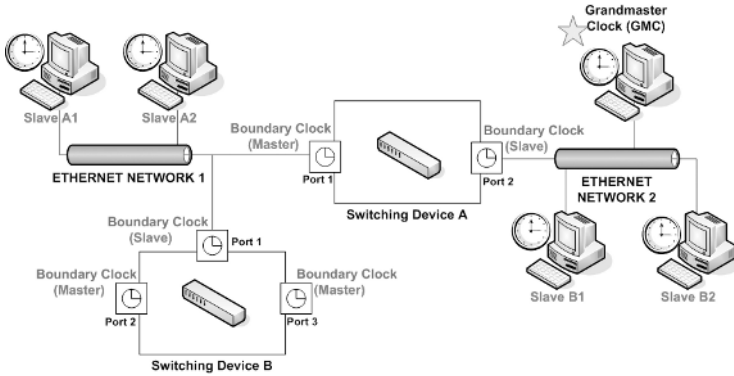 Grandmaster
Clock (GMC)
Slave A1
Slave A2
Boundary Clock
(Master)
Boundary Clock
(Slave)
ETHERNET NETWORK 1
Port 1
Port 2
ETHERNET
NETWORK 2
Switching Device A
Boundary Clock
(Slave)
Port 1
Boundary Clock
(Master)
Boundary Clock
(Master)
Slave B1
Slave B2
Port 2
Port 3
Switching Device B